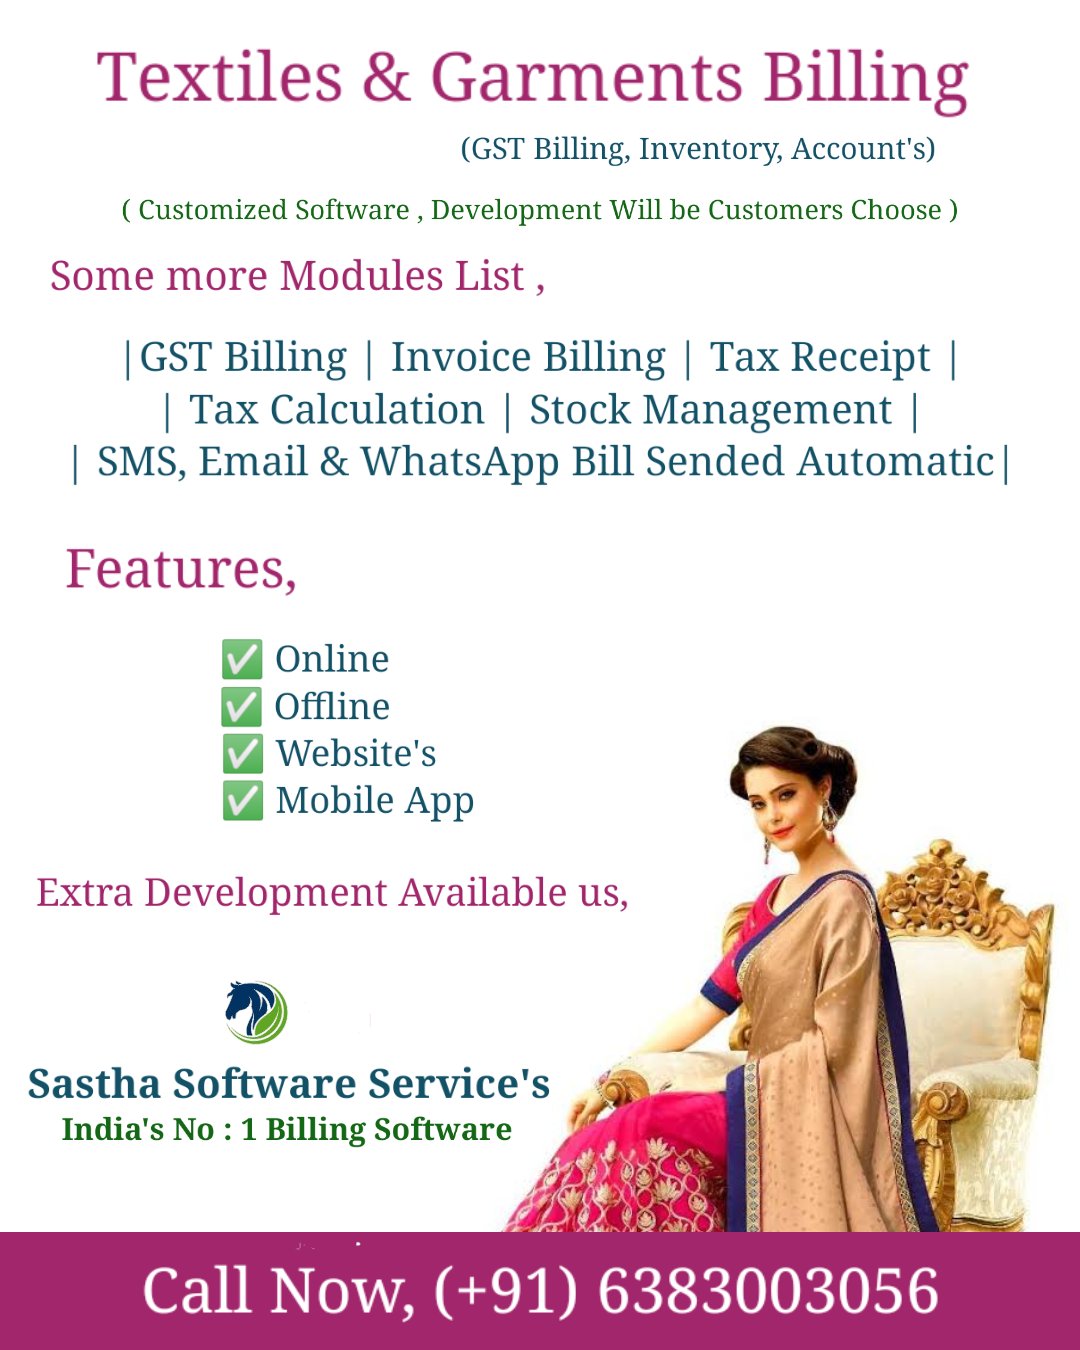 Textiles & Garments Billing
(GST Billing, Inventory, Account's)
( Customized Software , Development Will be Customers Choose )
Some more Modules List ,
|GST Billing | Invoice Billing | Tax Receipt |
| Tax Calculation | Stock Management |
| SMS, Email & WhatsApp Bill Sended Automatic|
Features,
✅ Online
✅ Offline
✅ Website's
✅ Mobile App
Extra Development Available us,
Sastha Software Service's
India's No : 1 Billing Software
Call Now, (+91) 6383003056